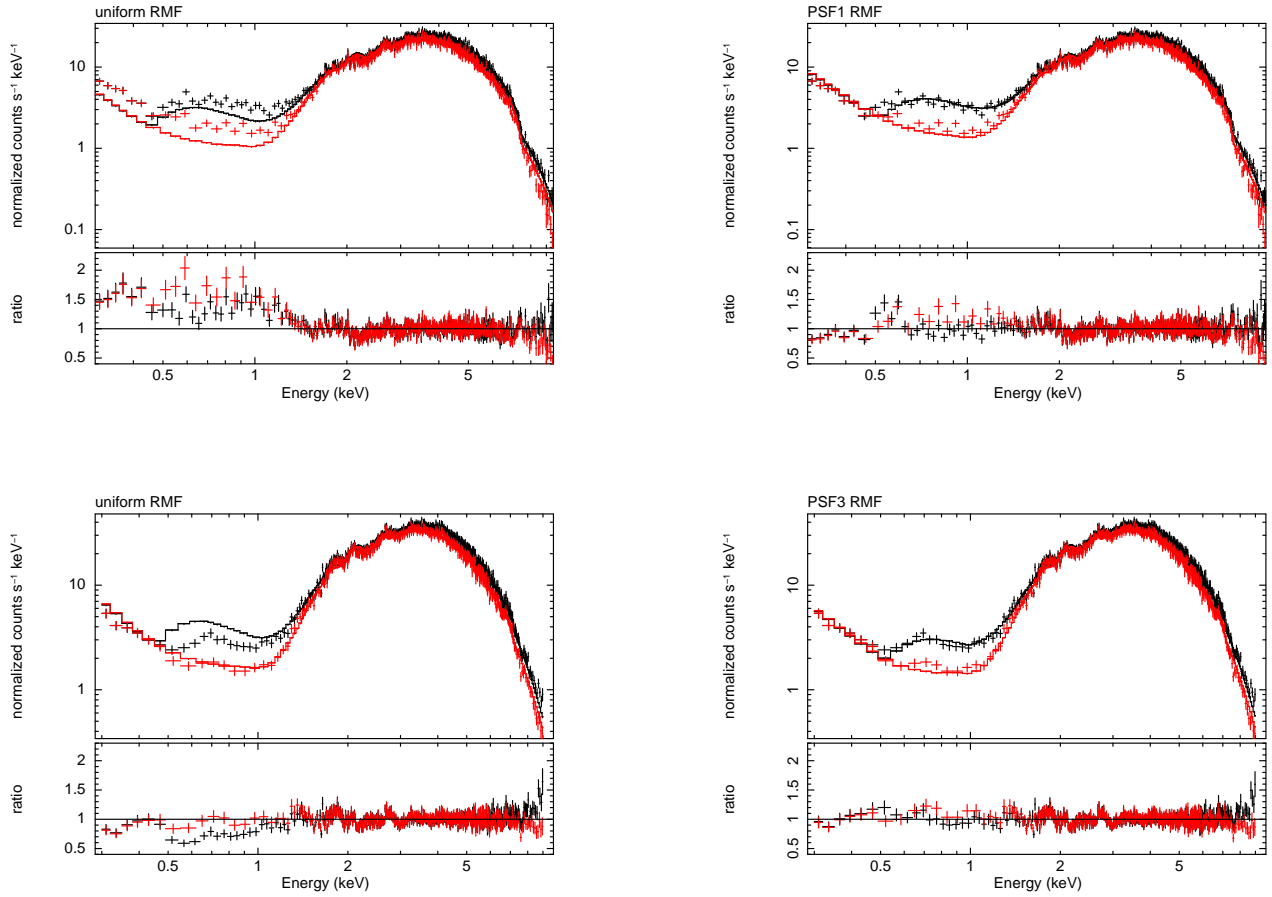 uniform RMF
normalized counts s⁻¹ keV⁻¹
10
1
0.1
ratio
2
1.5
1
0.5
0.5 1 2 5
Energy (keV)
PSF1 RMF
normalized counts s⁻¹ keV⁻¹
10
1
0.1
ratio
2
1.5
1
0.5
0.5 1 2 5
Energy (keV)
uniform RMF
normalized counts s⁻¹ keV⁻¹
10
1
ratio
2
1.5
1
0.5
0.5 1 2 5
Energy (keV)
PSF3 RMF
normalized counts s⁻¹ keV⁻¹
10
1
ratio
2
1.5
1
0.5
0.5 1 2 5
Energy (keV)